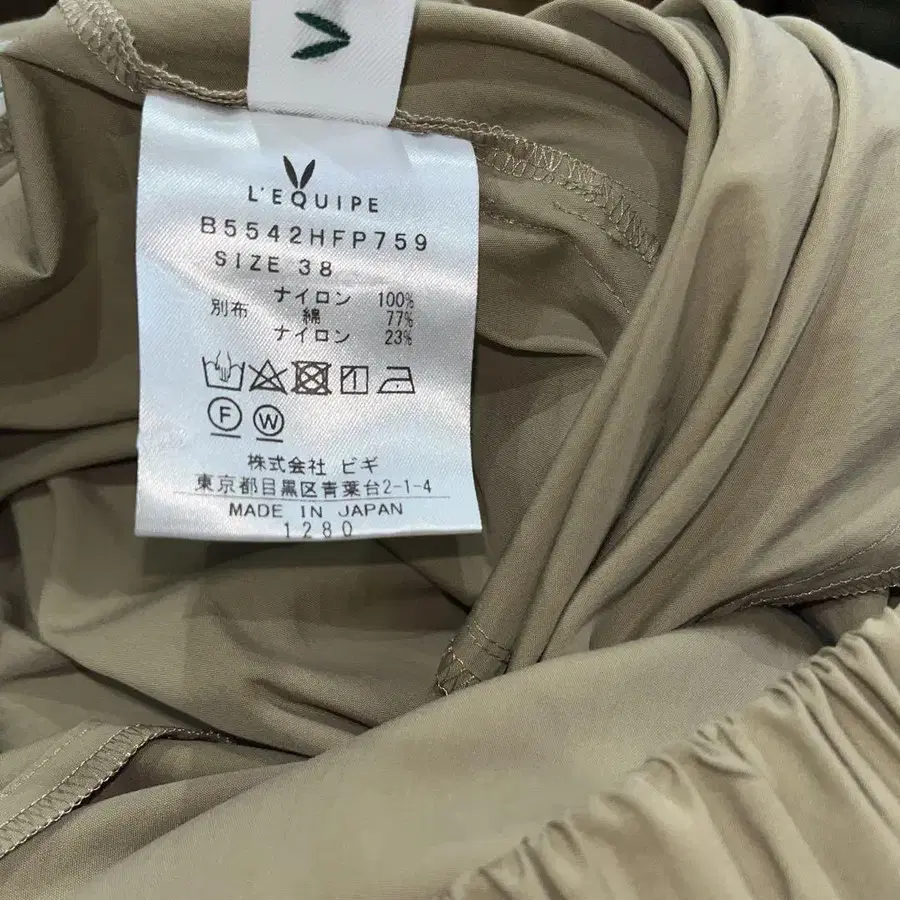 L'EQUIPE
B5542HFP759
SIZE 38
ナイロン 100%
別布 綿 77%
ナイロン 23%
F W
株式会社 ビギ
東京都目黒区青葉台2-1-4
MADE IN JAPAN
1280